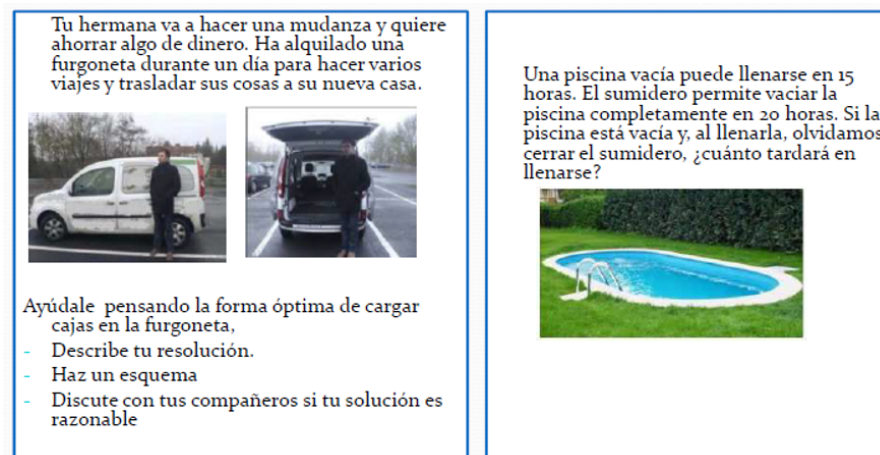 Tu hermana va a hacer una mudanza y quiere
ahorrar algo de dinero. Ha alquilado una
furgoneta durante un día para hacer varios
viajes y trasladar sus cosas a su nueva casa.
Ayúdale pensando la forma óptima de cargar
cajas en la furgoneta,
- Describe tu resolución.
- Haz un esquema
- Discute con tus compañeros si tu solución es
razonable
Una piscina vacía puede llenarse en 15
horas. El sumidero permite vaciar la
piscina completamente en 20 horas. Si la
piscina está vacía y, al llenarla, olvidamos
cerrar el sumidero, ¿cuánto tardará en
llenarse?